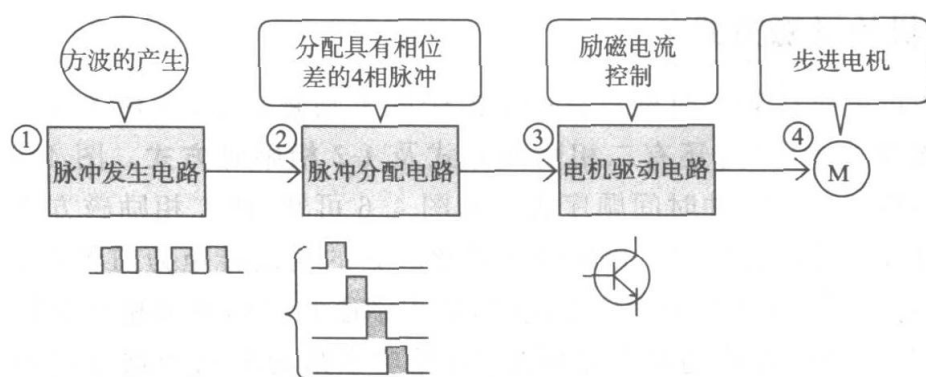 方波的产生
分配具有相位
差的4相脉冲
励磁电流
控制
步进电机
①
脉冲发生电路
②
脉冲分配电路
③
电机驱动电路
④
M